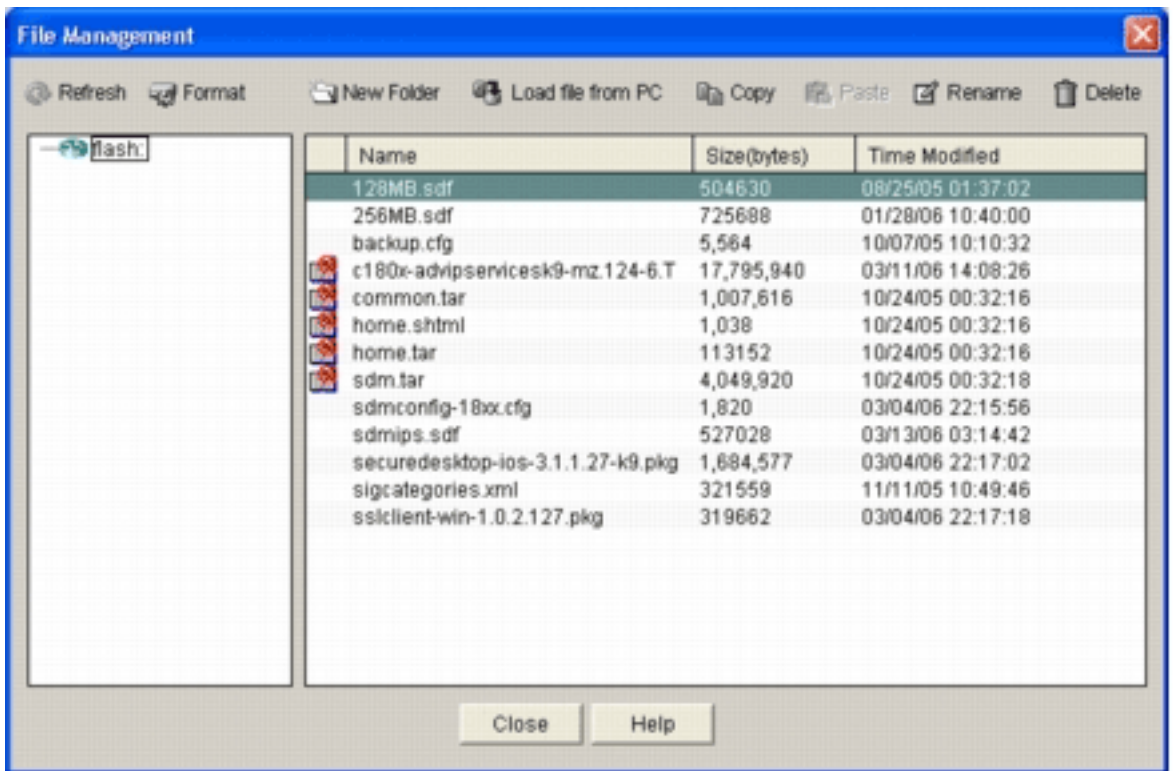 File Management
Refresh Format New Folder Load file from PC Copy Paste Rename Delete
flash:
Name Size(bytes) Time Modified
128MB.sdf 504630 08/25/05 01:37:02
256MB.sdf 725688 01/28/06 10:40:00
backup.cfg 5,564 10/07/05 10:10:32
c180x-advipservicesk9-mz.124-6.T 17,795,940 03/11/06 14:08:26
common.tar 1,007,616 10/24/05 00:32:16
home.shtml 1,038 10/24/05 00:32:16
home.tar 113152 10/24/05 00:32:16
sdm.tar 4,049,920 10/24/05 00:32:18
sdmconfig-18xx.cfg 1,820 03/04/06 22:15:56
sdmips.sdf 527028 03/13/06 03:14:42
securedesktop-ios-3.1.1.27-k9.pkg 1,684,577 03/04/06 22:17:02
sigcategories.xml 321559 11/11/05 10:49:46
sslclient-win-1.0.2.127.pkg 319662 03/04/06 22:17:18
Close Help